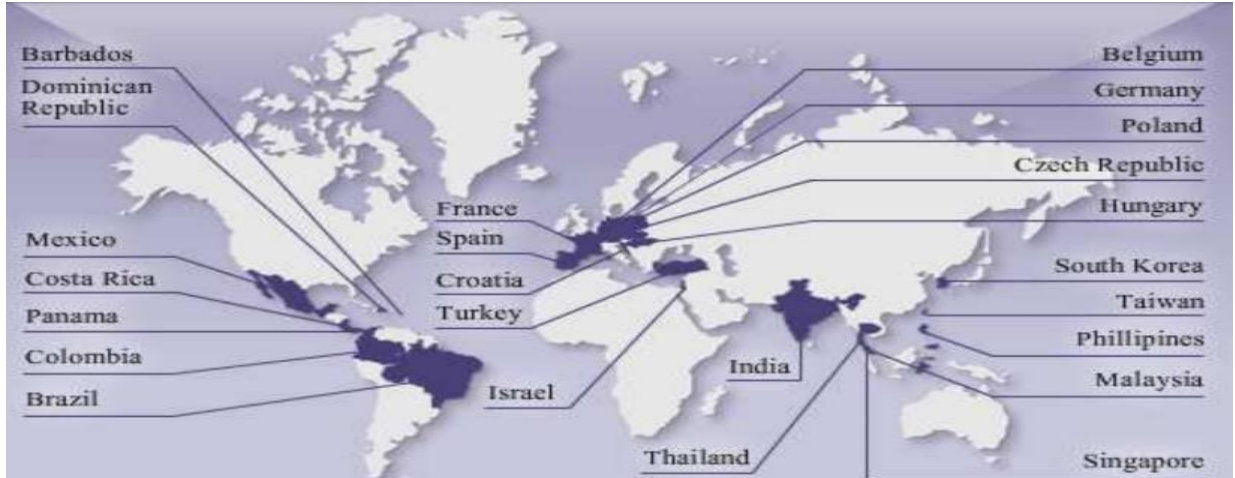 Barbados
Dominican
Republic
Mexico
Costa Rica
Panama
Colombia
Brazil
France
Spain
Croatia
Turkey
Israel
India
Thailand
Belgium
Germany
Poland
Czech Republic
Hungary
South Korea
Taiwan
Phillipines
Malaysia
Singapore